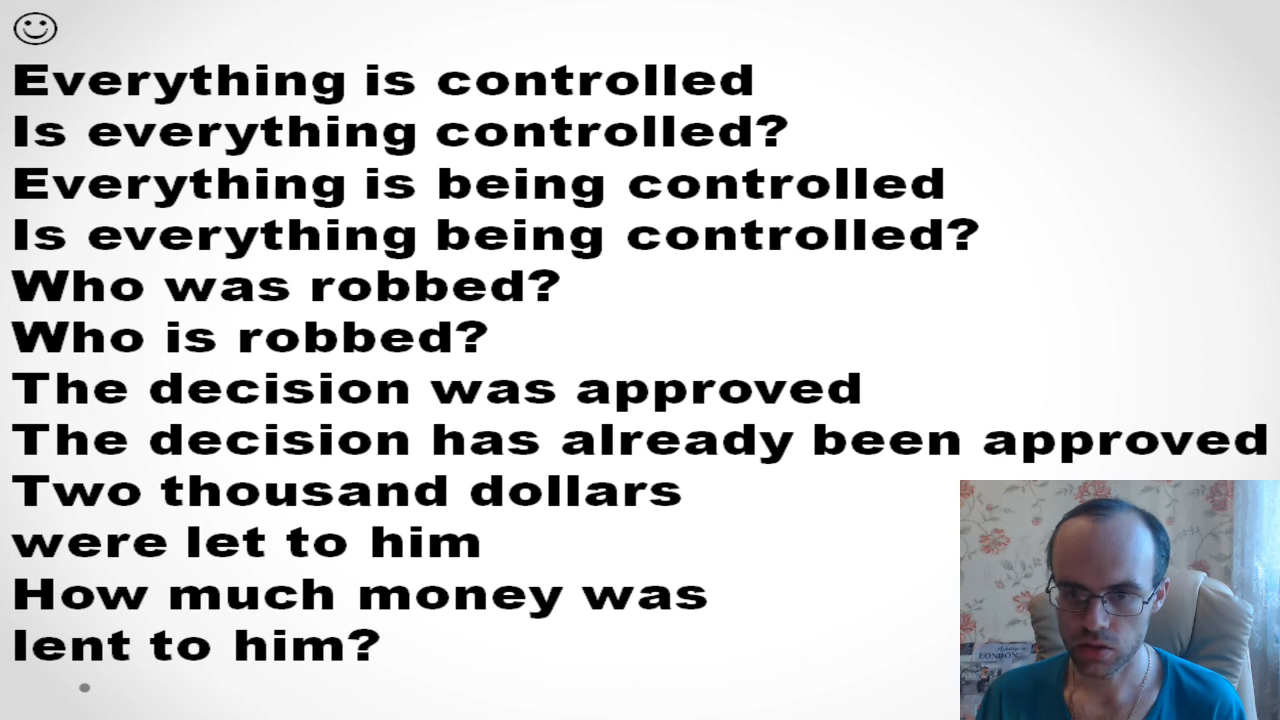 Everything is controlled
Is everything controlled?
Everything is being controlled
Is everything being controlled?
Who was robbed?
Who is robbed?
The decision was approved
The decision has already been approved
Two thousand dollars
were let to him
How much money was
lent to him?
LONDON